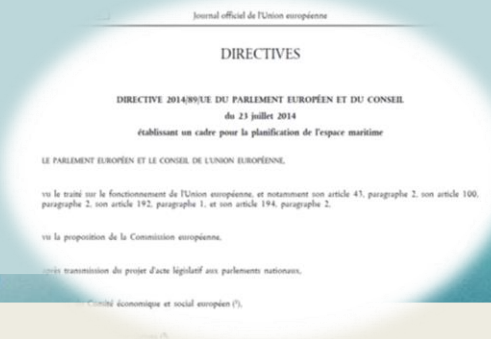 Journal officiel de l'Union européenne
DIRECTIVES
DIRECTIVE 2014/89/UE DU PARLEMENT EUROPÉEN ET DU CONSEIL
du 23 juillet 2014
établissant un cadre pour la planification de l'espace maritime
LE PARLEMENT EUROPÉEN ET LE CONSEIL DE L'UNION EUROPÉENNE,
vu le traité sur le fonctionnement de l'Union européenne, et notamment son article 43, paragraphe 2, son article 100,
paragraphe 2, son article 192, paragraphe 1, et son article 194, paragraphe 2,
vu la proposition de la Commission européenne,
après transmission du projet d'acte législatif aux parlements nationaux,
Comité économique et social européen (¹),